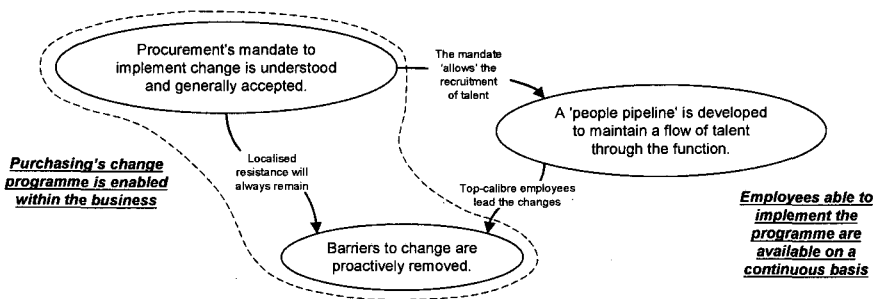 Procurement's mandate to
implement change is understood
and generally accepted.
The mandate
'allows' the
recruitment
of talent
A 'people pipeline' is developed
to maintain a flow of talent
through the function.
Purchasing's change
programme is enabled
within the business
Localised
resistance will
always remain
Top-calibre employees
lead the changes
Employees able to
implement the
programme are
available on a
continuous basis
Barriers to change are
proactively removed.